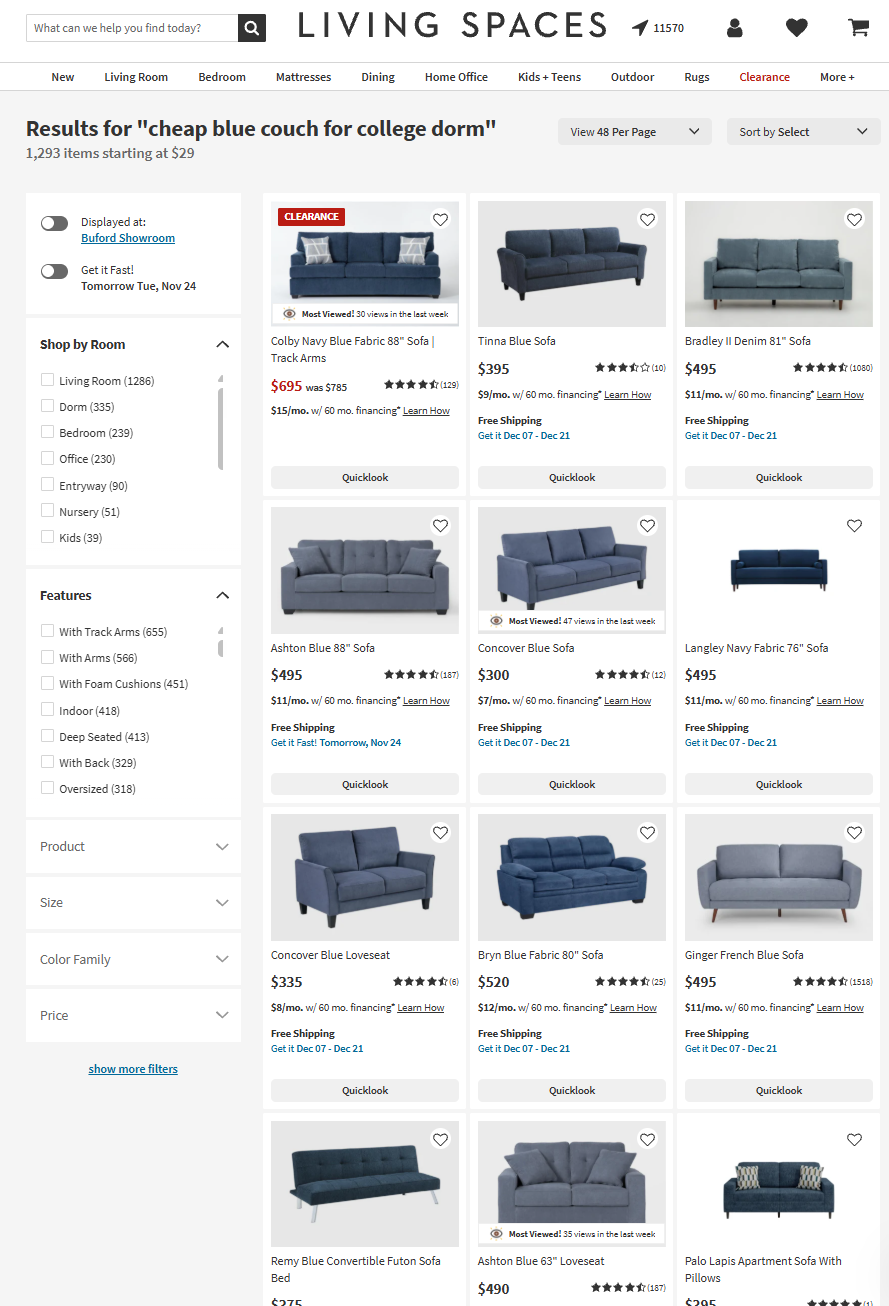 What can we help you find today?
LIVING SPACES
11570
New
Living Room
Bedroom
Mattresses
Dining
Home Office
Kids + Teens
Outdoor
Rugs
Clearance
More +
Results for "cheap blue couch for college dorm"
1,293 items starting at $29
View 48 Per Page
Sort by Select
Displayed at:
Buford Showroom
Get it Fast!
Tomorrow Tue, Nov 24
Shop by Room
Living Room (1286)
Dorm (335)
Bedroom (239)
Office (230)
Entryway (90)
Nursery (51)
Kids (39)
Features
With Track Arms (655)
With Arms (566)
With Foam Cushions (451)
Indoor (418)
Deep Seated (413)
With Back (329)
Oversized (318)
Product
Size
Color Family
Price
show more filters
CLEARANCE
Most Viewed! 30 views in the last week
Colby Navy Blue Fabric 88" Sofa |
Track Arms
$695 was $785
(129)
$15/mo. w/ 60 mo. financing* Learn How
Quicklook
Tinna Blue Sofa
$395
(10)
$9/mo. w/ 60 mo. financing* Learn How
Free Shipping
Get it Dec 07 - Dec 21
Quicklook
Bradley II Denim 81" Sofa
$495
(1080)
$11/mo. w/ 60 mo. financing* Learn How
Free Shipping
Get it Dec 07 - Dec 21
Quicklook
Ashton Blue 88" Sofa
$495
(187)
$11/mo. w/ 60 mo. financing* Learn How
Free Shipping
Get it Fast! Tomorrow, Nov 24
Quicklook
Most Viewed! 47 views in the last week
Concover Blue Sofa
$300
(12)
$7/mo. w/ 60 mo. financing* Learn How
Free Shipping
Get it Dec 07 - Dec 21
Quicklook
Langley Navy Fabric 76" Sofa
$495
$11/mo. w/ 60 mo. financing* Learn How
Free Shipping
Get it Dec 07 - Dec 21
Quicklook
Concover Blue Loveseat
$335
(6)
$8/mo. w/ 60 mo. financing* Learn How
Free Shipping
Get it Dec 07 - Dec 21
Quicklook
Bryn Blue Fabric 80" Sofa
$520
(25)
$12/mo. w/ 60 mo. financing* Learn How
Free Shipping
Get it Dec 07 - Dec 21
Quicklook
Ginger French Blue Sofa
$495
(1518)
$11/mo. w/ 60 mo. financing* Learn How
Free Shipping
Get it Dec 07 - Dec 21
Quicklook
Remy Blue Convertible Futon Sofa
Bed
$275
Most Viewed! 35 views in the last week
Ashton Blue 63" Loveseat
$490
(187)
Palo Lapis Apartment Sofa With
Pillows
$395
(1)